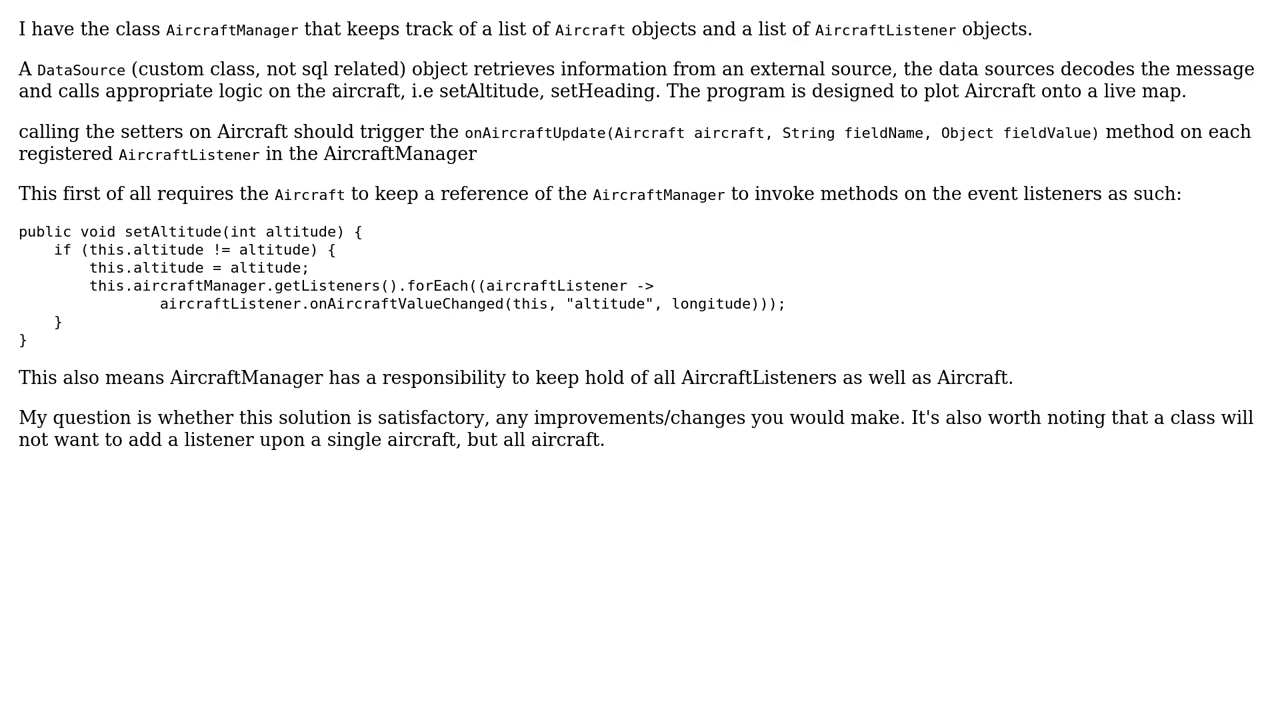 I have the class AircraftManager that keeps track of a list of Aircraft objects and a list of AircraftListener objects.
A DataSource (custom class, not sql related) object retrieves information from an external source, the data sources decodes the message
and calls appropriate logic on the aircraft, i.e setAltitude, setHeading. The program is designed to plot Aircraft onto a live map.
calling the setters on Aircraft should trigger the onAircraftUpdate(Aircraft aircraft, String fieldName, Object fieldValue) method on each
registered AircraftListener in the AircraftManager
This first of all requires the Aircraft to keep a reference of the AircraftManager to invoke methods on the event listeners as such:
public void setAltitude(int altitude) {
    if (this.altitude != altitude) {
        this.altitude = altitude;
        this.aircraftManager.getListeners().forEach((aircraftListener ->
                aircraftListener.onAircraftValueChanged(this, "altitude", longitude)));
    }
}
This also means AircraftManager has a responsibility to keep hold of all AircraftListeners as well as Aircraft.
My question is whether this solution is satisfactory, any improvements/changes you would make. It's also worth noting that a class will
not want to add a listener upon a single aircraft, but all aircraft.